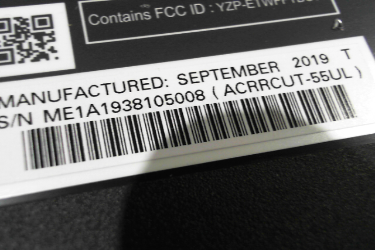 Contains FCC ID : YZP-
MANUFACTURED: SEPTEMBER 2019 T
S/N ME1A1938105008 ( ACRRCUT-55UL )